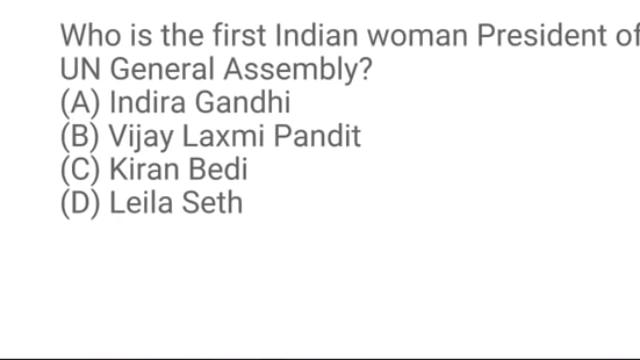 Who is the first Indian woman President of
UN General Assembly?
(A) Indira Gandhi
(B) Vijay Laxmi Pandit
(C) Kiran Bedi
(D) Leila Seth